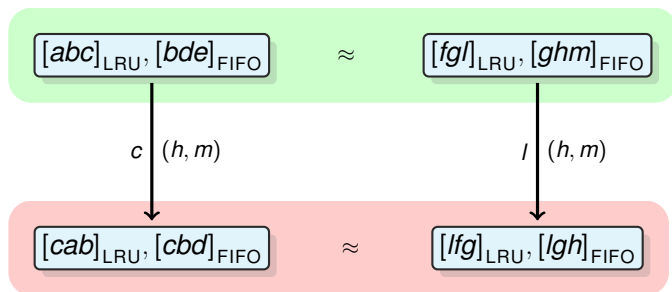 [abc]LRU, [bde]FIFO ≈ [fgl]LRU, [ghm]FIFO
c (h, m) l (h, m)
[cab]LRU, [cbd]FIFO ≈ [lfg]LRU, [lgh]FIFO